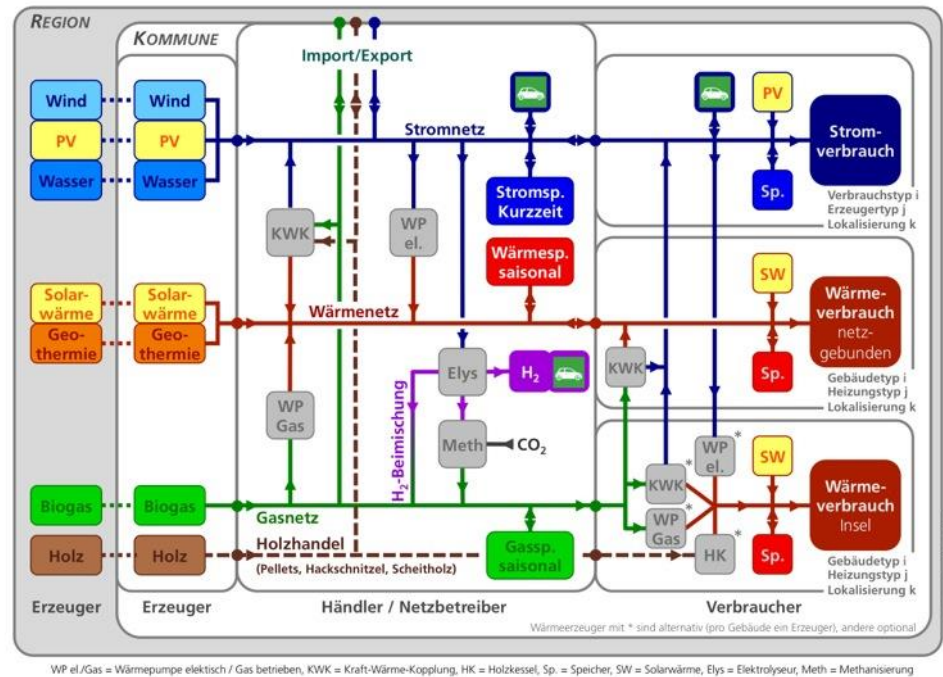 REGION
KOMMUNE
Import/Export
Wind
Wind
PV
PV
PV
Stromnetz
Strom-
verbrauch
Wasser
Wasser
Stromsp.
Kurzzeit
Sp.
Verbrauchstyp i
Erzeugertyp j
Lokalisierung k
KWK
WP
el.
Wärmesp.
saisonal
SW
Solar-
wärme
Solar-
wärme
Wärmenetz
Wärme-
verbrauch
netz-
gebunden
Geo-
thermie
Geo-
thermie
KWK
Elys
H₂
Sp.
Gebäudetyp i
Heizungstyp j
Lokalisierung k
WP
Gas
H₂-Beimischung
Meth
CO₂
WP
el.
*
SW
KWK
*
Wärme-
verbrauch
Insel
Biogas
Biogas
Gasnetz
WP
Gas
*
Holz
Holz
Holzhandel
(Pellets, Hackschnitzel, Scheitholz)
Gassp.
saisonal
HK
*
Sp.
Gebäudetyp i
Heizungstyp j
Lokalisierung k
Erzeuger
Erzeuger
Händler / Netzbetreiber
Verbraucher
Wärmeerzeuger mit * sind alternativ (pro Gebäude ein Erzeuger), andere optional
WP el./Gas = Wärmepumpe elektisch / Gas betrieben, KWK = Kraft-Wärme-Kopplung, HK = Holzkessel, Sp. = Speicher, SW = Solarwärme, Elys = Elektrolyseur, Meth = Methanisierung